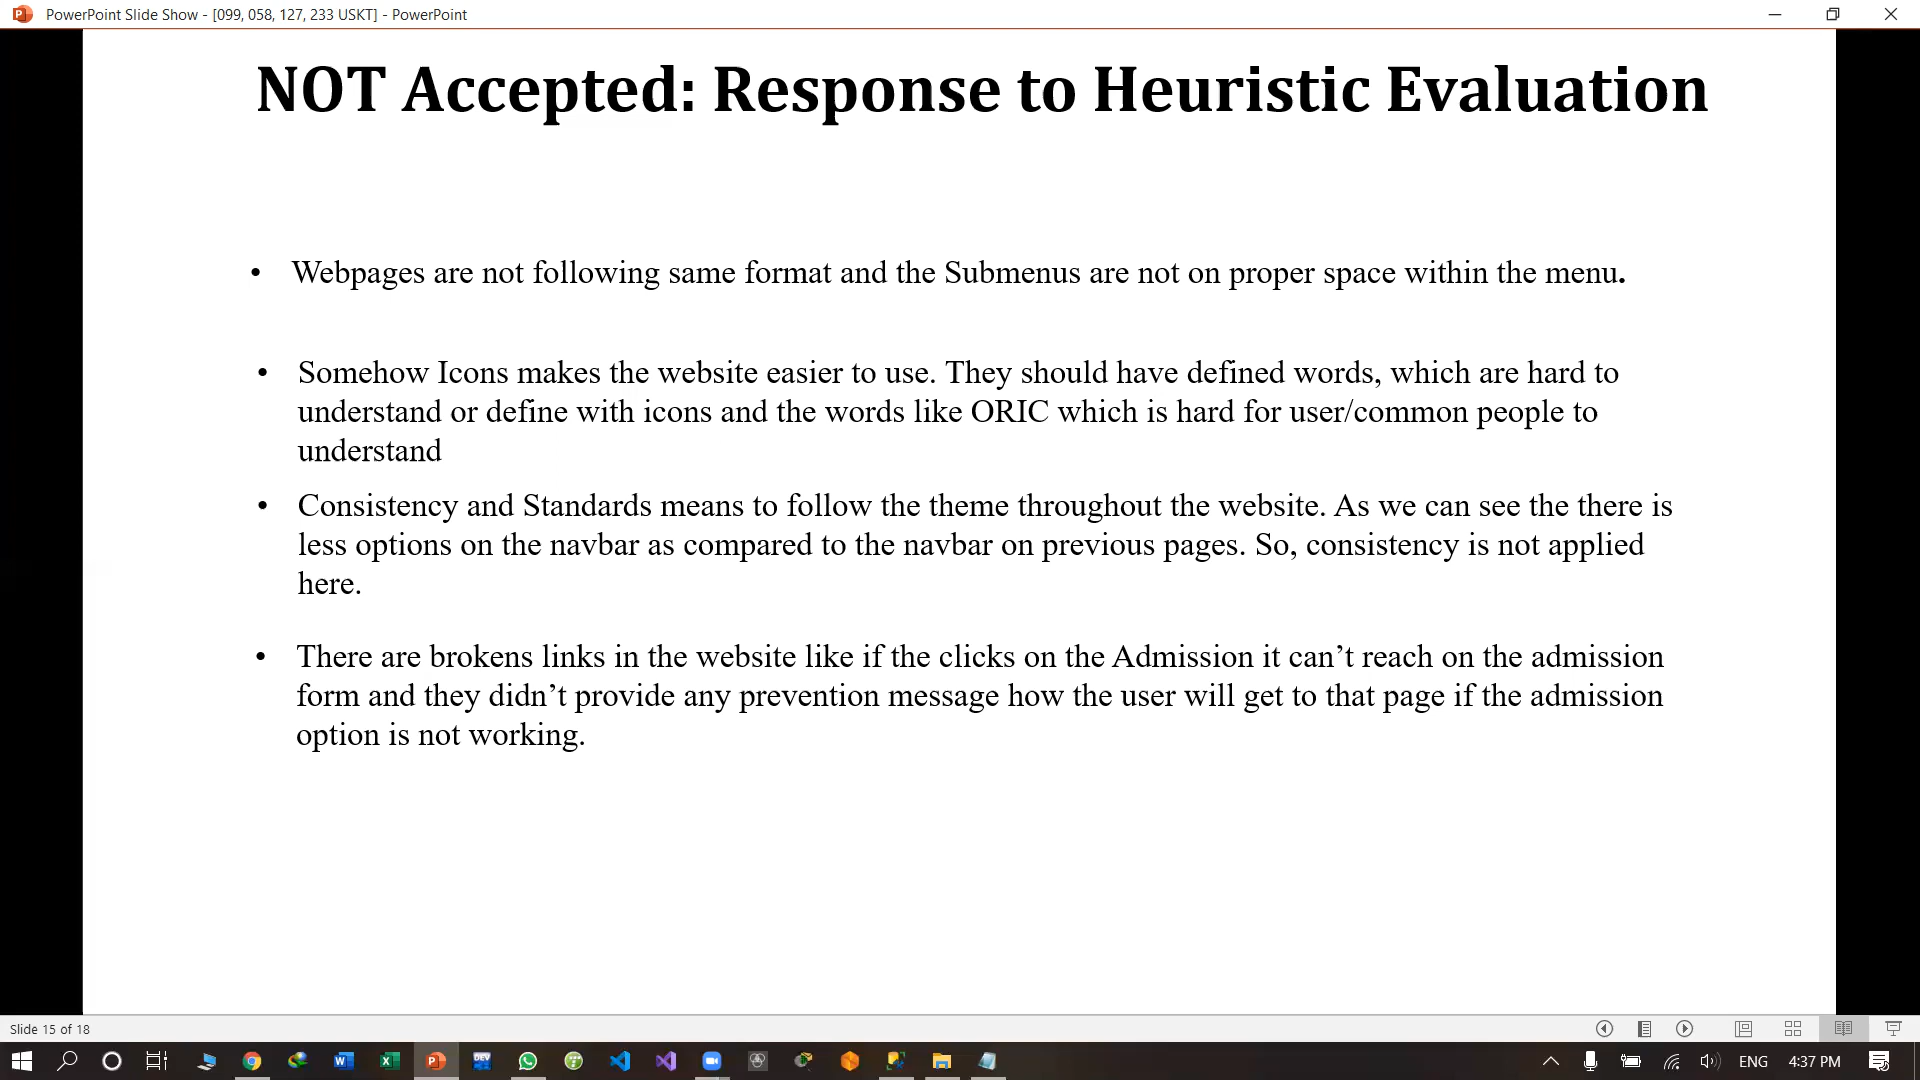 PowerPoint Slide Show - [099, 058, 127, 233 USKT] - PowerPoint
NOT Accepted: Response to Heuristic Evaluation
• Webpages are not following same format and the Submenus are not on proper space within the menu.
• Somehow Icons makes the website easier to use. They should have defined words, which are hard to
understand or define with icons and the words like ORIC which is hard for user/common people to
understand
• Consistency and Standards means to follow the theme throughout the website. As we can see the there is
less options on the navbar as compared to the navbar on previous pages. So, consistency is not applied
here.
• There are brokens links in the website like if the clicks on the Admission it can’t reach on the admission
form and they didn’t provide any prevention message how the user will get to that page if the admission
option is not working.
Slide 15 of 18
ENG
4:37 PM